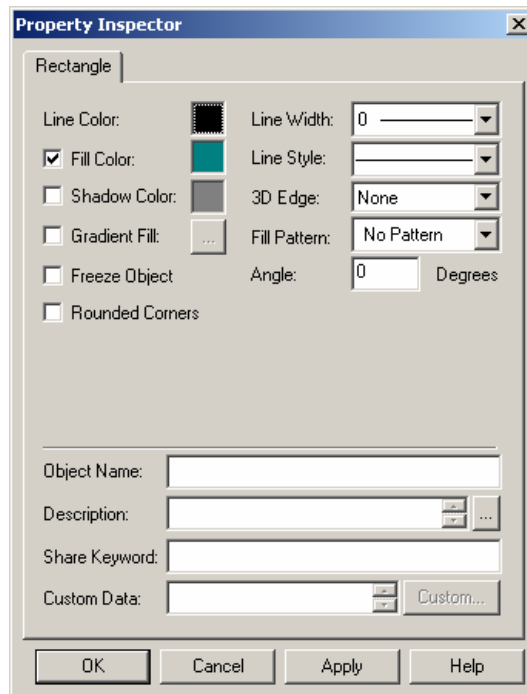 Property Inspector
Rectangle
Line Color: Line Width: 0
Fill Color: Line Style:
Shadow Color: 3D Edge: None
Gradient Fill: ... Fill Pattern: No Pattern
Freeze Object Angle: 0 Degrees
Rounded Corners
Object Name:
Description: ...
Share Keyword:
Custom Data: Custom...
OK Cancel Apply Help